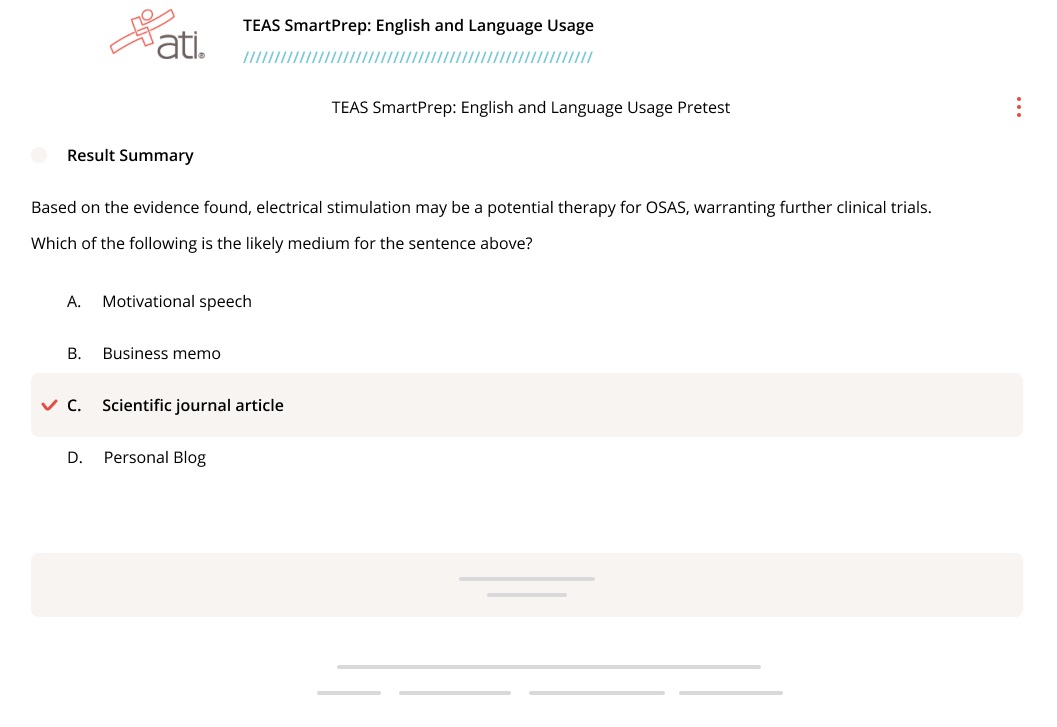 ati®
TEAS SmartPrep: English and Language Usage
////////////////////////////////////////////////////////
TEAS SmartPrep: English and Language Usage Pretest
Result Summary
Based on the evidence found, electrical stimulation may be a potential therapy for OSAS, warranting further clinical trials.
Which of the following is the likely medium for the sentence above?
A. Motivational speech
B. Business memo
C. Scientific journal article
D. Personal Blog